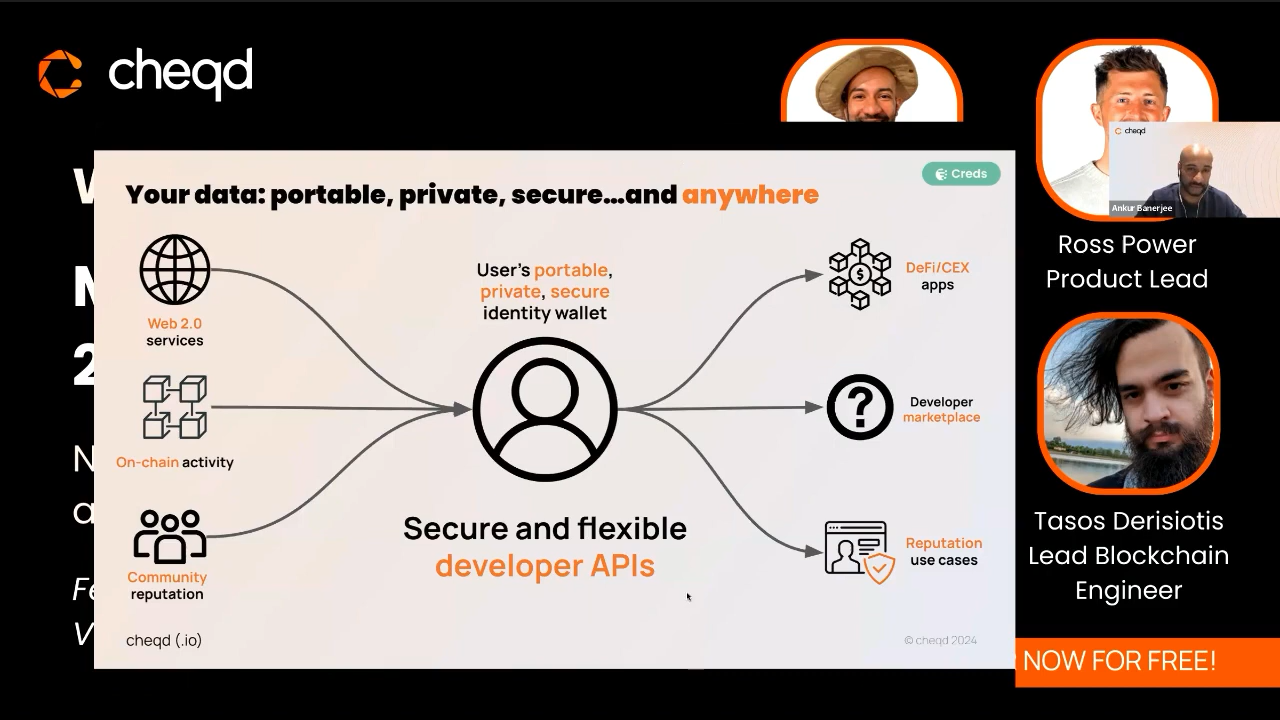 cheqd
Your data: portable, private, secure...and anywhere
Creds
Web 2.0
services
On-chain activity
Community
reputation
User's portable,
private, secure
identity wallet
Secure and flexible
developer APIs
DeFi/CEX
apps
Developer
marketplace
Reputation
use cases
cheqd (.io)
© cheqd 2024
cheqd
Ankur Banerjee
Ross Power
Product Lead
Tasos Derisiotis
Lead Blockchain
Engineer
NOW FOR FREE!